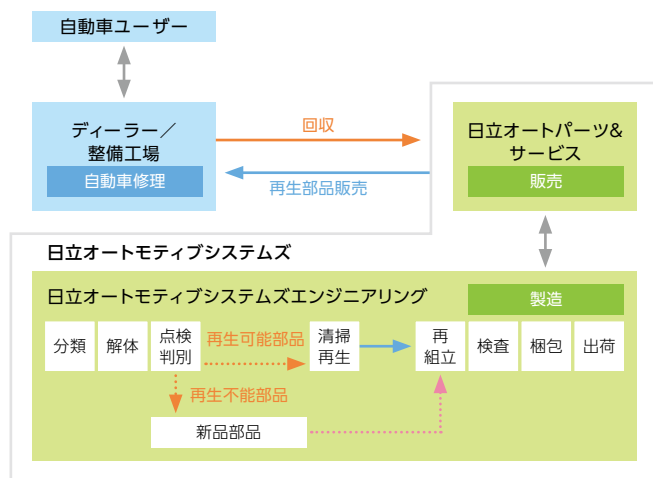 自動車ユーザー
ディーラー／
整備工場
自動車修理
回収
再生部品販売
日立オートパーツ&
サービス
販売
日立オートモティブシステムズ
日立オートモティブシステムズエンジニアリング
製造
分類
解体
点検
判別
再生可能部品
清掃
再生
再
組立
検査
梱包
出荷
再生不能部品
新品部品